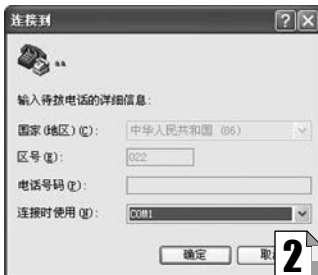 连接到
aa
输入待拨电话的详细信息:
国家(地区)(C): 中华人民共和国 (86)
区号(E): 022
电话号码(P):
连接时使用(N): COM1
确定 取
2